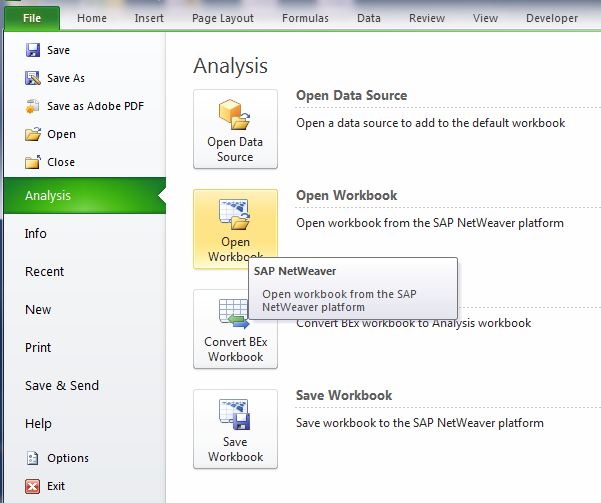 File Home Insert Page Layout Formulas Data Review View Developer
Save
Save As
Save as Adobe PDF
Open
Close
Analysis
Info
Recent
New
Print
Save & Send
Help
Options
Exit
Analysis
Open Data
Source
Open Data Source
Open a data source to add to the default workbook
Open
Workbook
Open Workbook
Open workbook from the SAP NetWeaver platform
SAP NetWeaver
Open workbook from the SAP
NetWeaver platform
Convert BEx
Workbook
Convert BEx workbook to Analysis workbook
Save
Workbook
Save Workbook
Save workbook to the SAP NetWeaver platform